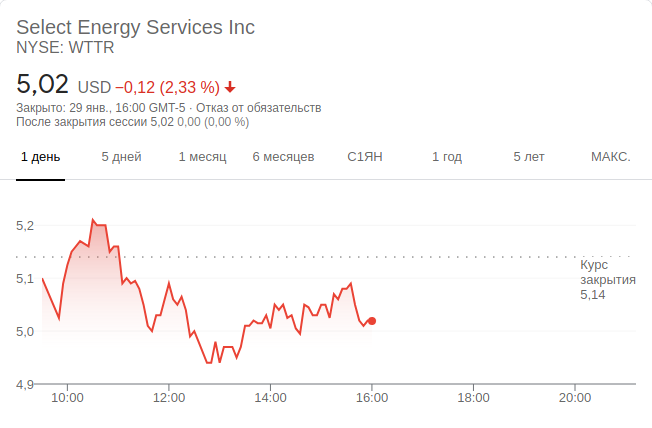 Select Energy Services Inc
NYSE: WTTR
5,02 USD −0,12 (2,33 %)
Закрыто: 29 янв., 16:00 GMT-5 · Отказ от обязательств
После закрытия сессии 5,02 0,00 (0,00 %)
1 день 5 дней 1 месяц 6 месяцев С1ЯН 1 год 5 лет МАКС.
5,2
Курс
закрытия
5,14
5,1
5,0
4,9
10:00 12:00 14:00 16:00 18:00 20:00